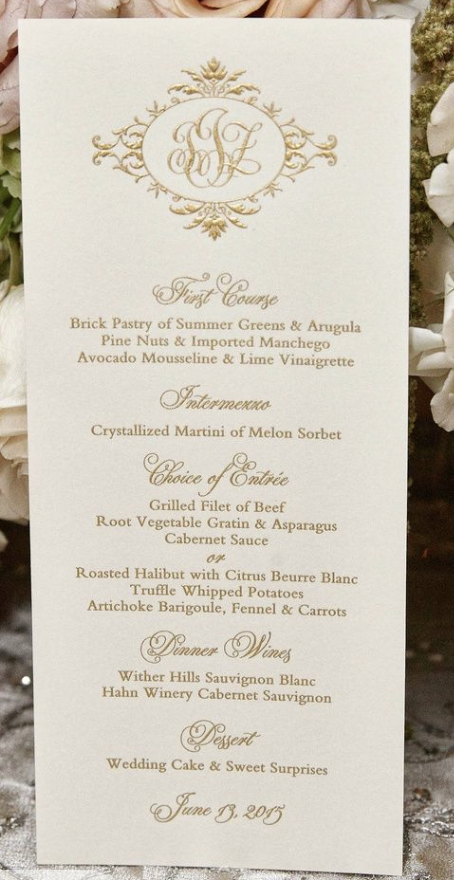 First Course
Brick Pastry of Summer Greens & Arugula
Pine Nuts & Imported Manchego
Avocado Mousseline & Lime Vinaigrette
Intermezzo
Crystallized Martini of Melon Sorbet
Choice of Entrée
Grilled Filet of Beef
Root Vegetable Gratin & Asparagus
Cabernet Sauce
or
Roasted Halibut with Citrus Beurre Blanc
Truffle Whipped Potatoes
Artichoke Barigoule, Fennel & Carrots
Dinner Wines
Wither Hills Sauvignon Blanc
Hahn Winery Cabernet Sauvignon
Dessert
Wedding Cake & Sweet Surprises
June 13, 2015